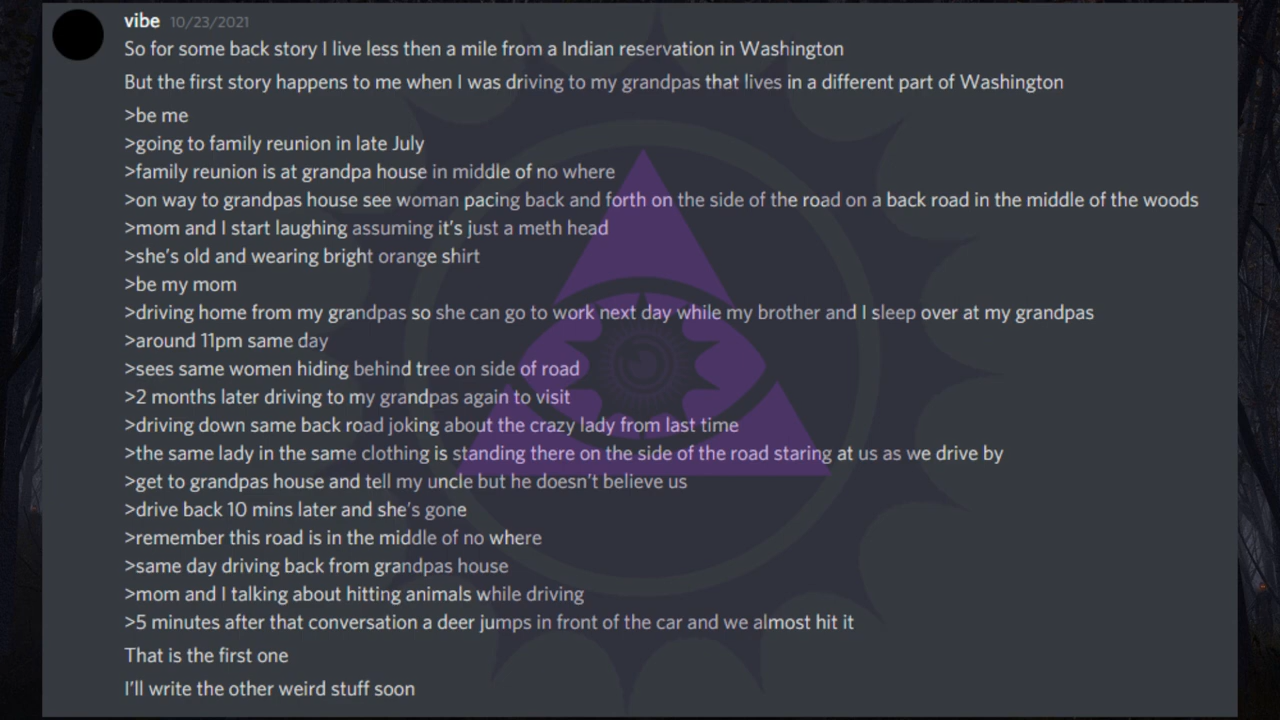 vibe 10/23/2021
So for some back story I live less then a mile from a Indian reservation in Washington
But the first story happens to me when I was driving to my grandpas that lives in a different part of Washington
>be me
>going to family reunion in late July
>family reunion is at grandpa house in middle of no where
>on way to grandpas house see woman pacing back and forth on the side of the road on a back road in the middle of the woods
>mom and I start laughing assuming it's just a meth head
>she's old and wearing bright orange shirt
>be my mom
>driving home from my grandpas so she can go to work next day while my brother and I sleep over at my grandpas
>around 11pm same day
>sees same women hiding behind tree on side of road
>2 months later driving to my grandpas again to visit
>driving down same back road joking about the crazy lady from last time
>the same lady in the same clothing is standing there on the side of the road staring at us as we drive by
>get to grandpas house and tell my uncle but he doesn't believe us
>drive back 10 mins later and she's gone
>remember this road is in the middle of no where
>same day driving back from grandpas house
>mom and I talking about hitting animals while driving
>5 minutes after that conversation a deer jumps in front of the car and we almost hit it
That is the first one
I'll write the other weird stuff soon